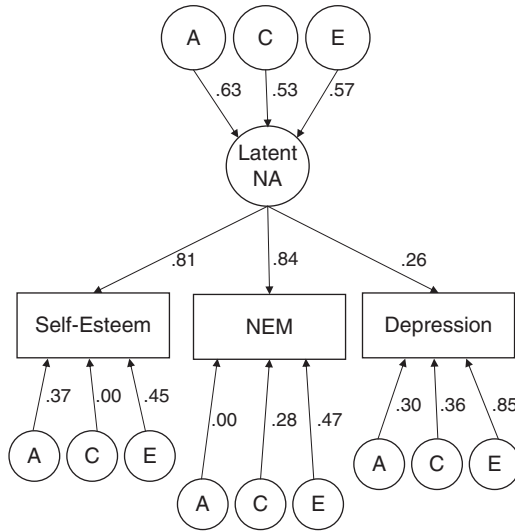 A C E
.63 .53 .57
Latent
NA
.81 .84 .26
Self-Esteem NEM Depression
.37 .00 .45 .00 .28 .47 .30 .36 .85
A C E A C E A C E